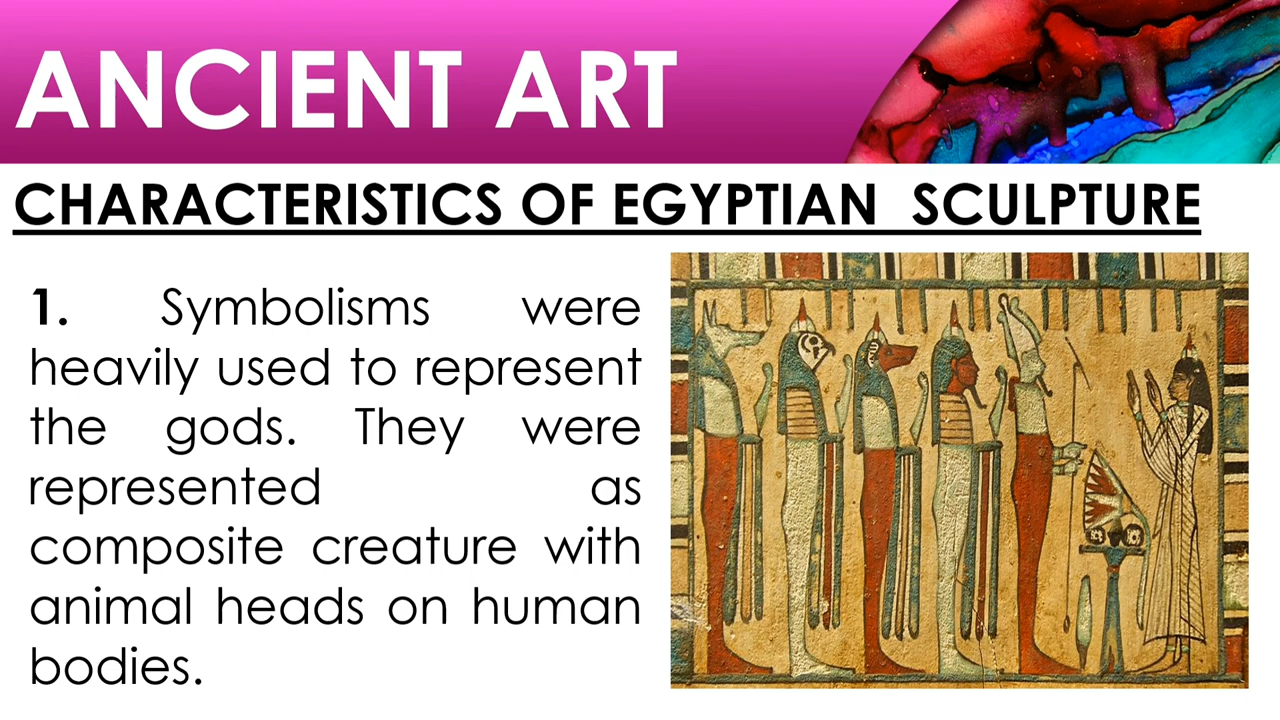 ANCIENT ART
CHARACTERISTICS OF EGYPTIAN SCULPTURE
1. Symbolisms were
heavily used to represent
the gods. They were
represented as
composite creature with
animal heads on human
bodies.